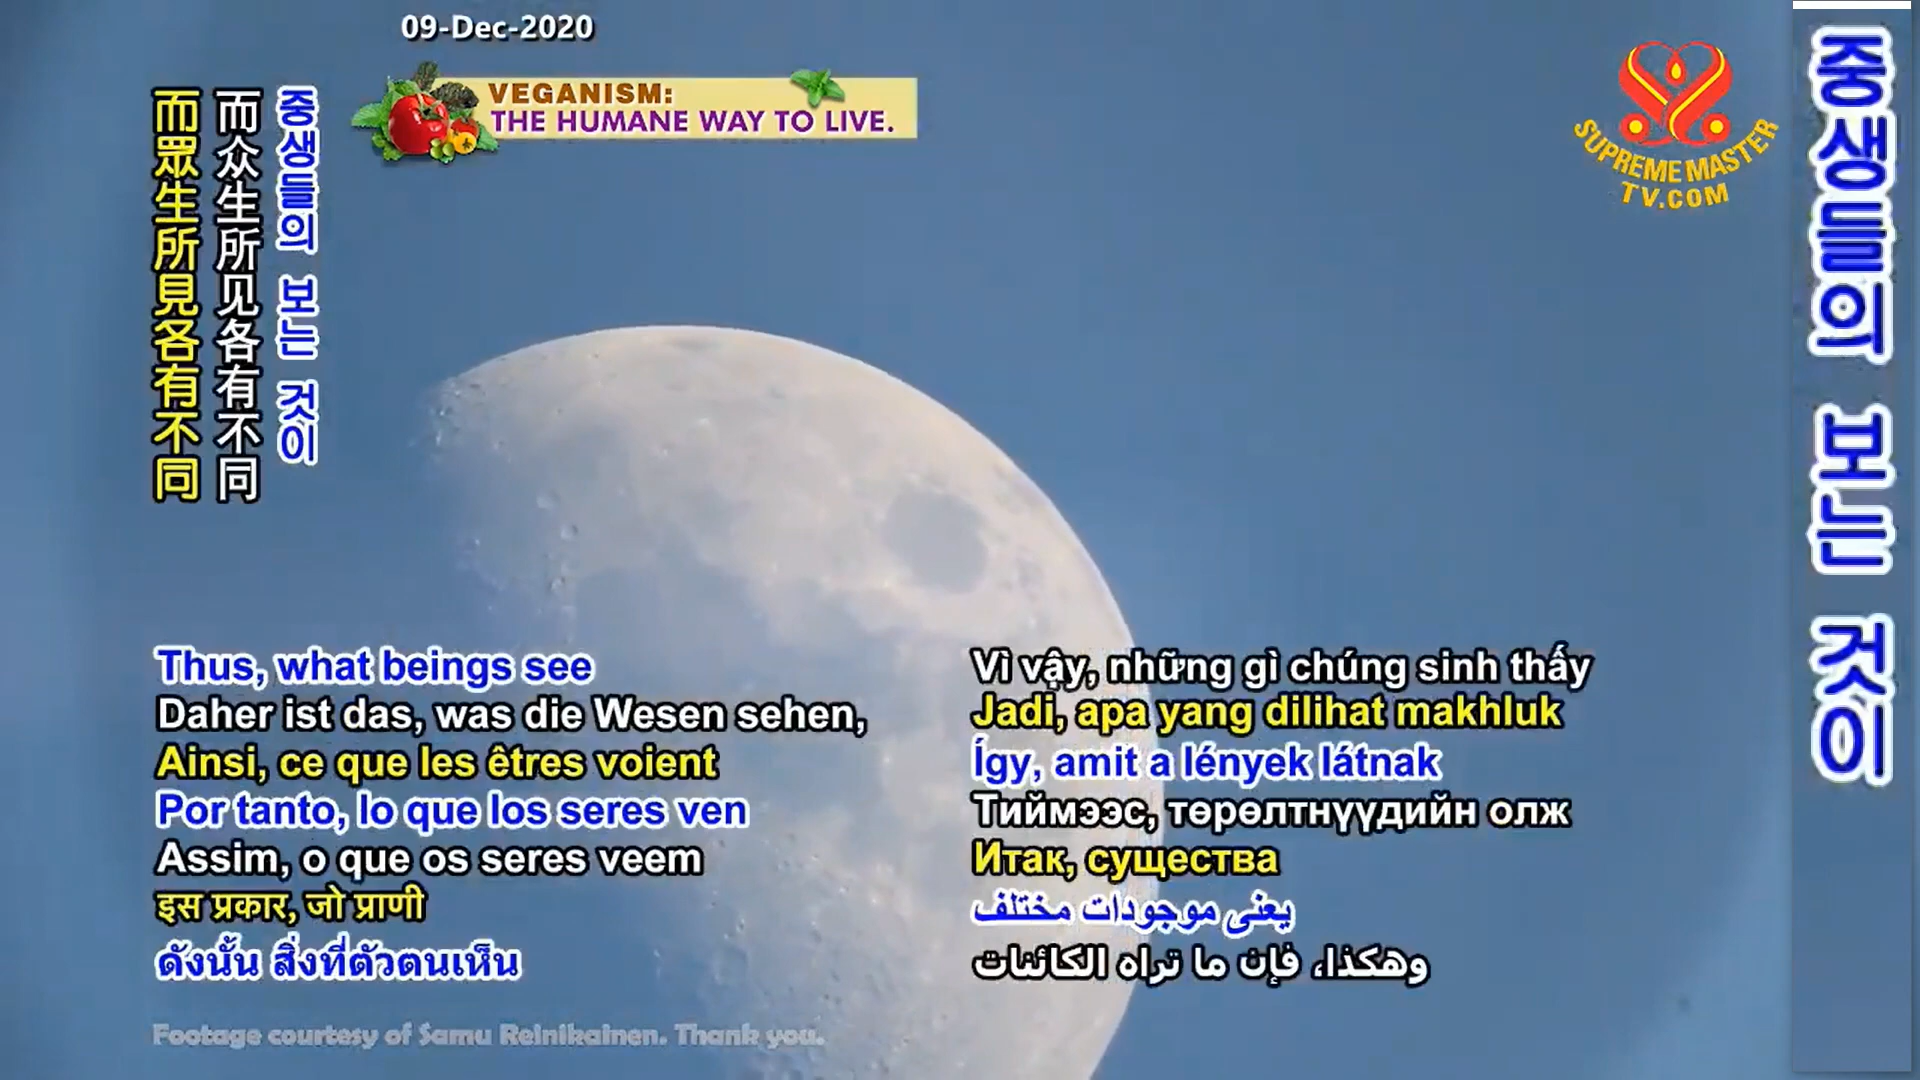 09-Dec-2020
VEGANISM:
THE HUMANE WAY TO LIVE.
SUPREME MASTER
TV.COM
중생들의 보는 것이
而众生所见各有不同
而眾生所見各有不同
중생들의 보는 것이
Thus, what beings see
Daher ist das, was die Wesen sehen,
Ainsi, ce que les êtres voient
Por tanto, lo que los seres ven
Assim, o que os seres veem
इस प्रकार, जो प्राणी
ดังนั้น สิ่งที่ตัวตนเห็น
Vì vậy, những gì chúng sinh thấy
Jadi, apa yang dilihat makhluk
Így, amit a lények látnak
Тиймээс, төрөлтнүүдийн олж
Итак, существа
یعنی موجودات مختلف
وهكذا، فإن ما تراه الكائنات
Footage courtesy of Samu Reinikainen. Thank you.